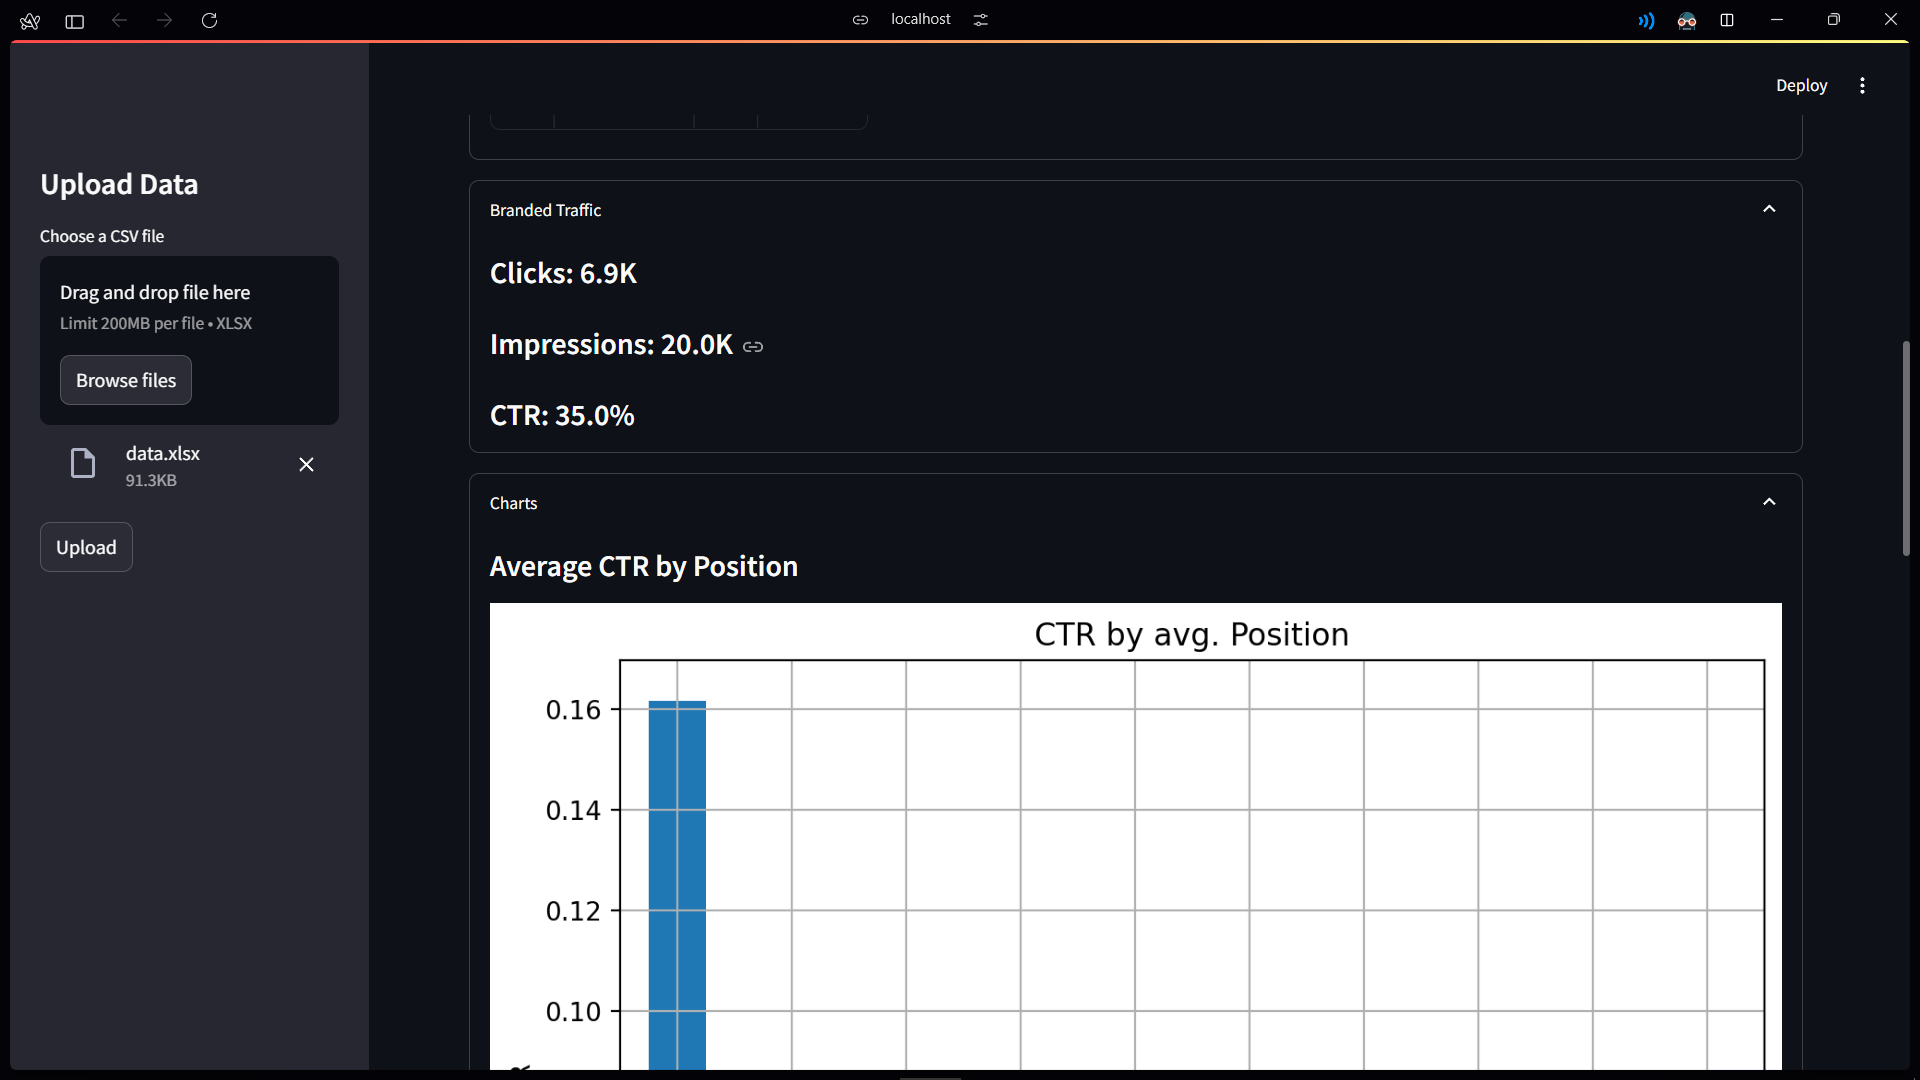 localhost
Deploy
Upload Data
Choose a CSV file
Drag and drop file here
Limit 200MB per file • XLSX
Browse files
data.xlsx
91.3KB
Upload
Branded Traffic
Clicks: 6.9K
Impressions: 20.0K
CTR: 35.0%
Charts
Average CTR by Position
CTR by avg. Position
0.16
0.14
0.12
0.10